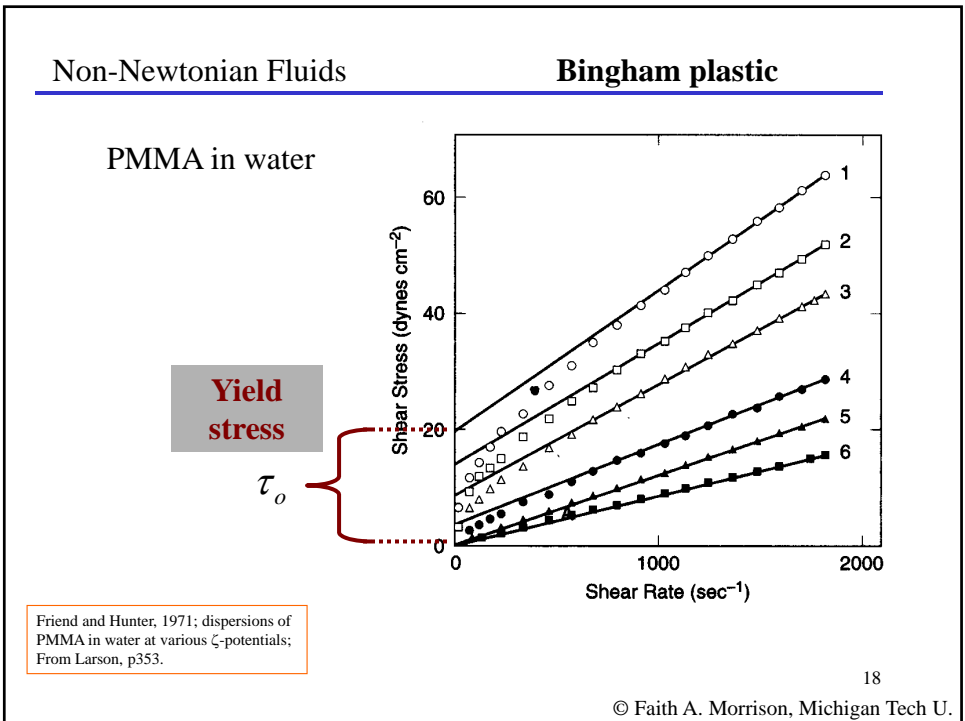 Non-Newtonian Fluids
Bingham plastic
PMMA in water
Yield
stress
τₒ
Shear Stress (dynes cm⁻²)
60
40
20
0
1
2
3
4
5
6
0 1000 2000
Shear Rate (sec⁻¹)
Friend and Hunter, 1971; dispersions of
PMMA in water at various ζ-potentials;
From Larson, p353.
18
© Faith A. Morrison, Michigan Tech U.